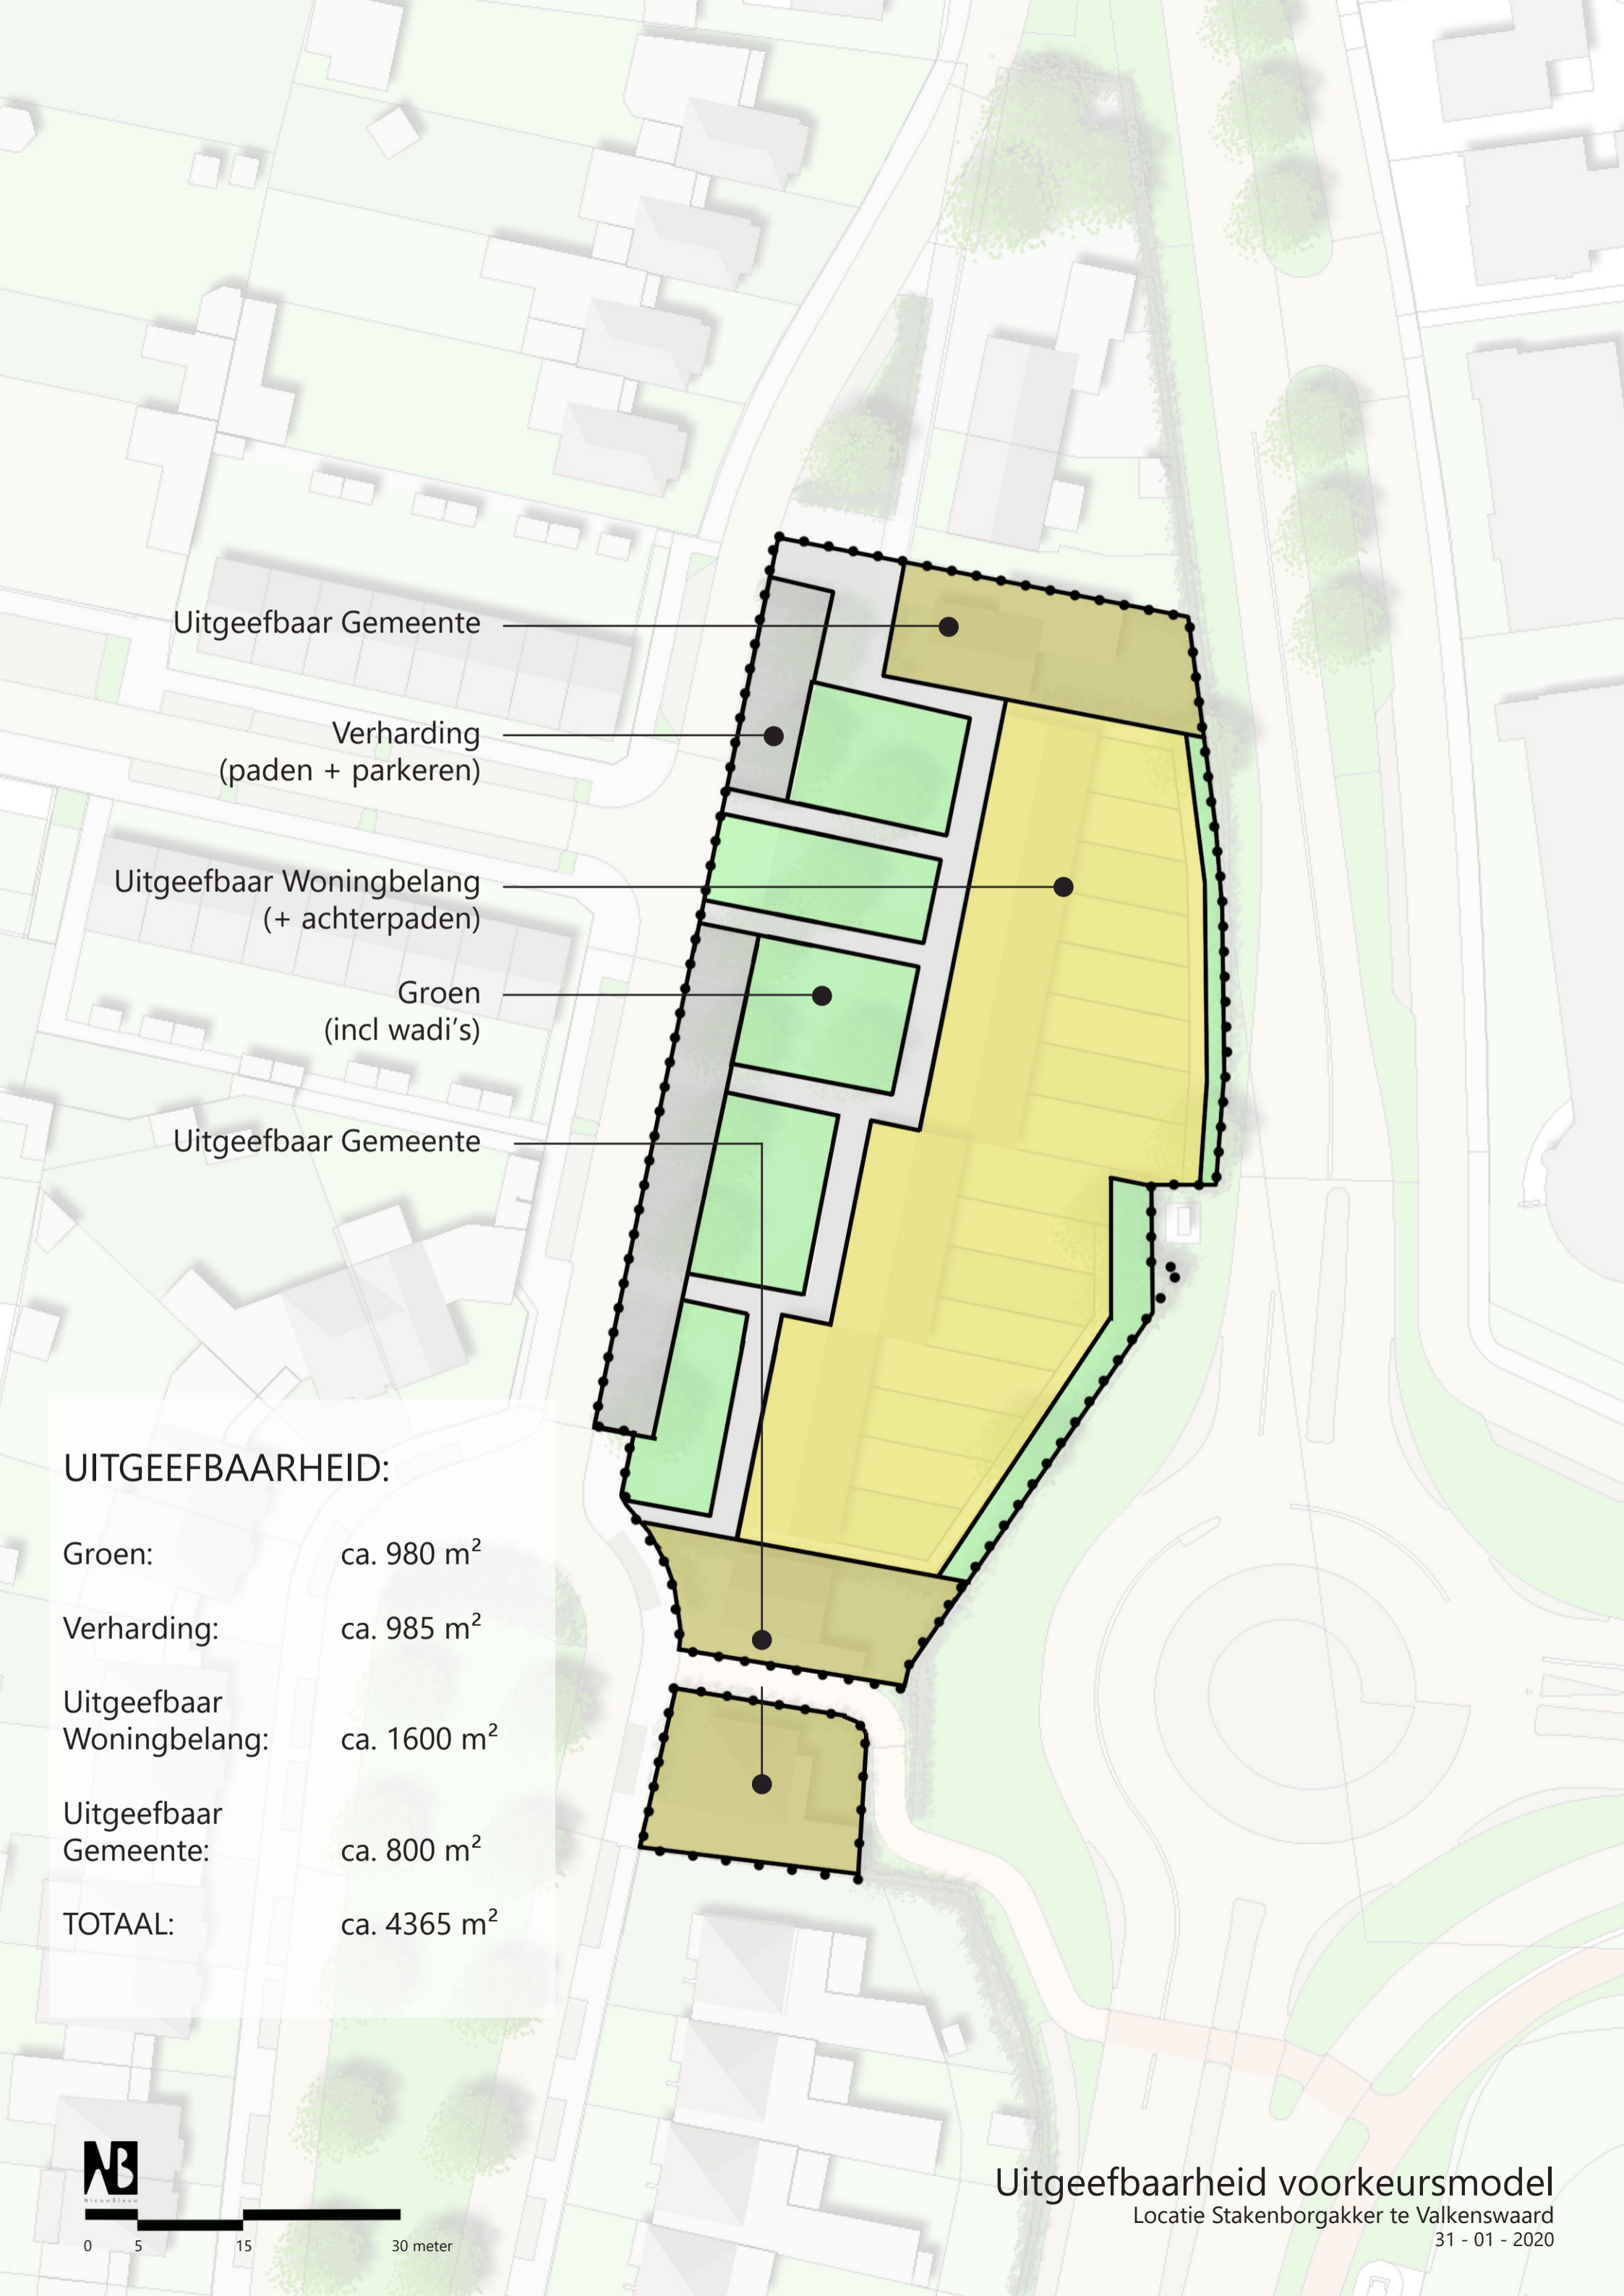 Uitgeefbaar Gemeente
Verharding
(paden + parkeren)
Uitgeefbaar Woningbelang
(+ achterpaden)
Groen
(incl wadi's)
Uitgeefbaar Gemeente
UITGEEFBAARHEID:
Groen: ca. 980 m²
Verharding: ca. 985 m²
Uitgeefbaar
Woningbelang: ca. 1600 m²
Uitgeefbaar
Gemeente: ca. 800 m²
TOTAAL: ca. 4365 m²
NB
NieuwBlauw
0 5 15 30 meter
Uitgeefbaarheid voorkeursmodel
Locatie Stakenborgakker te Valkenswaard
31 - 01 - 2020